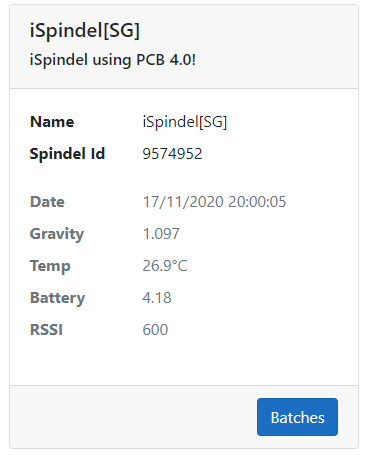 iSpindel[SG]
iSpindel using PCB 4.0!
Name iSpindel[SG]
Spindel Id 9574952
Date 17/11/2020 20:00:05
Gravity 1.097
Temp 26.9°C
Battery 4.18
RSSI 600
Batches